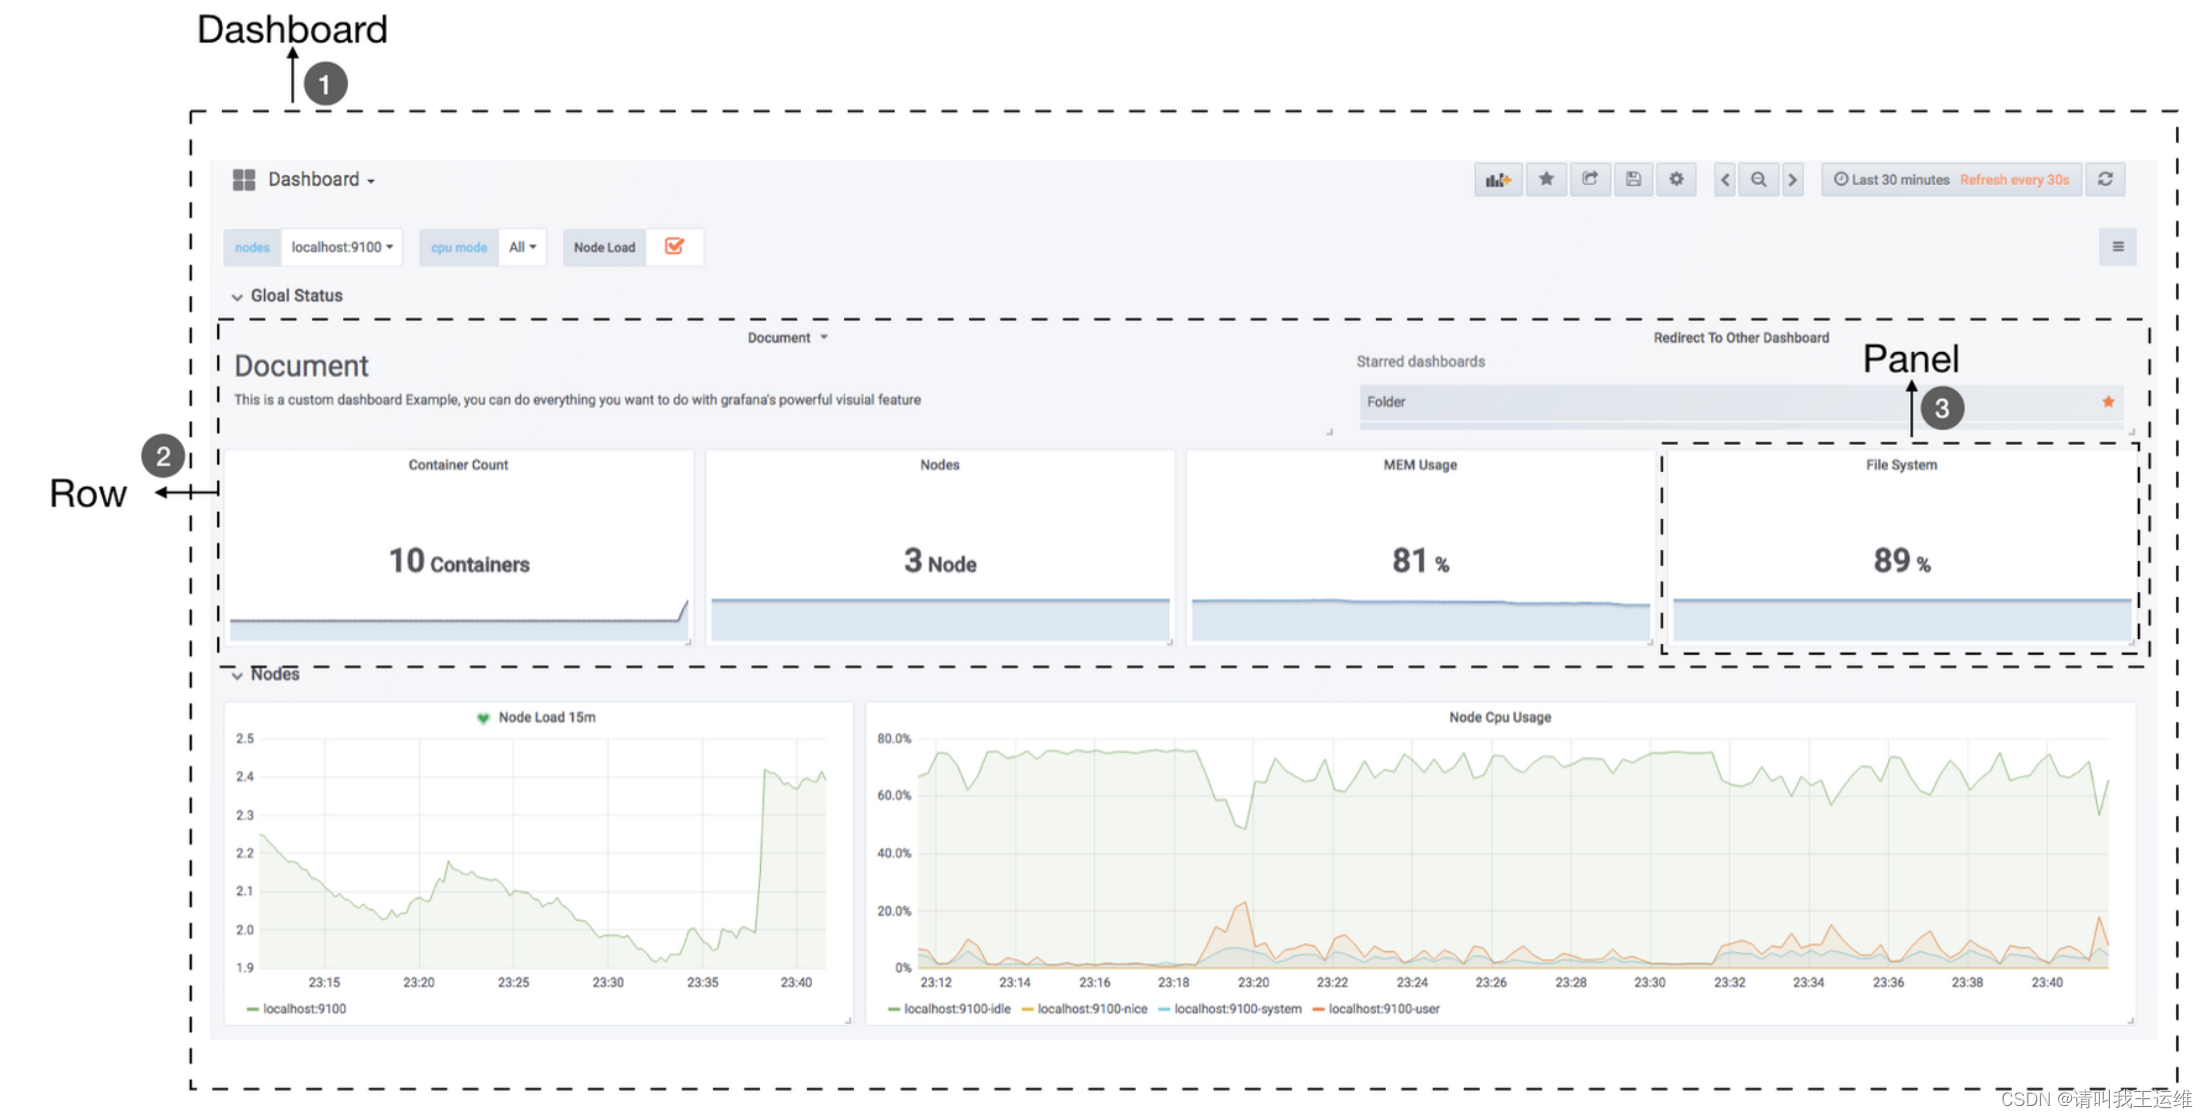 Dashboard
1
Dashboard
Last 30 minutes Refresh every 30s
nodes localhost:9100 cpu mode All Node Load
Gloal Status
Document
Redirect To Other Dashboard
Document
Starred dashboards
Panel
This is a custom dashboard Example, you can do everything you want to do with grafana's powerful visuial feature
Folder
3
2
Row
Container Count
Nodes
MEM Usage
File System
10 Containers
3 Node
81 %
89 %
Nodes
Node Load 15m
2.5
2.4
2.3
2.2
2.1
2.0
1.9
23:15 23:20 23:25 23:30 23:35 23:40
localhost:9100
Node Cpu Usage
80.0%
60.0%
40.0%
20.0%
0%
23:12 23:14 23:16 23:18 23:20 23:22 23:24 23:26 23:28 23:30 23:32 23:34 23:36 23:38 23:40
localhost:9100-idle localhost:9100-nice localhost:9100-system localhost:9100-user
CSDN @请叫我王运维